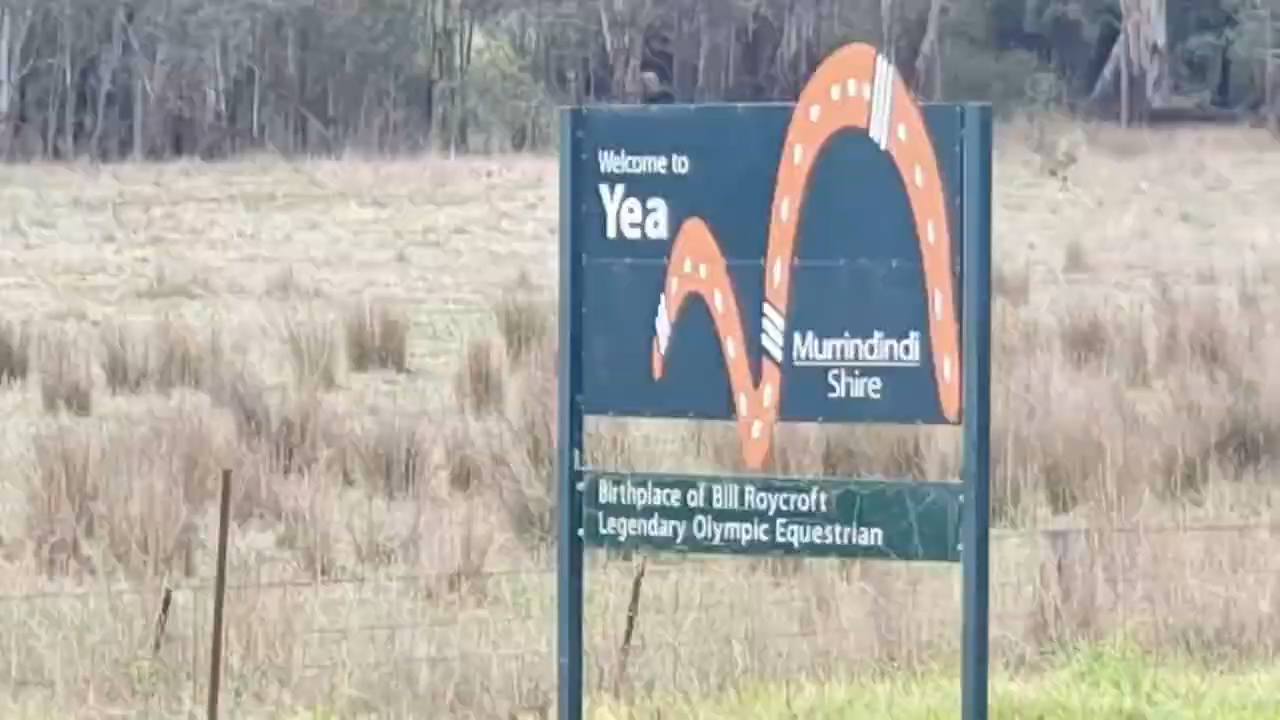 Welcome to
Yea
Murrindindi
Shire
Birthplace of Bill Roycroft
Legendary Olympic Equestrian